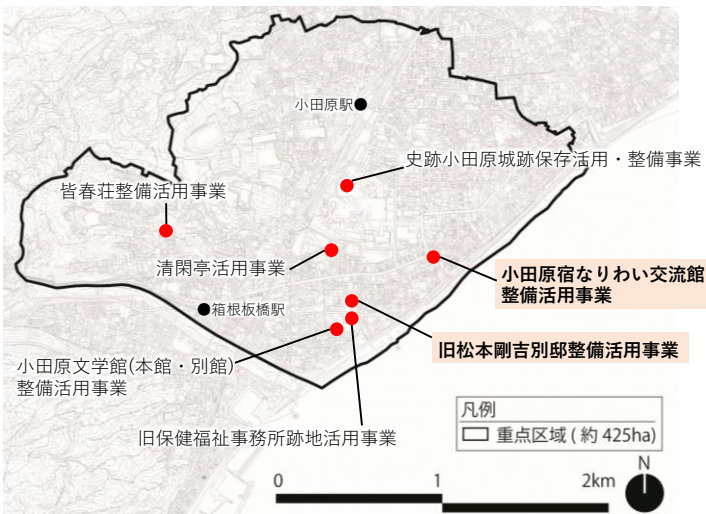 小田原駅
史跡小田原城跡保存活用・整備事業
皆春荘整備活用事業
清閑亭活用事業
小田原宿なりわい交流館
整備活用事業
箱根板橋駅
旧松本剛吉別邸整備活用事業
小田原文学館(本館・別館)
整備活用事業
旧保健福祉事務所跡地活用事業
凡例
重点区域 ( 約 425ha)
0 1 2km
N